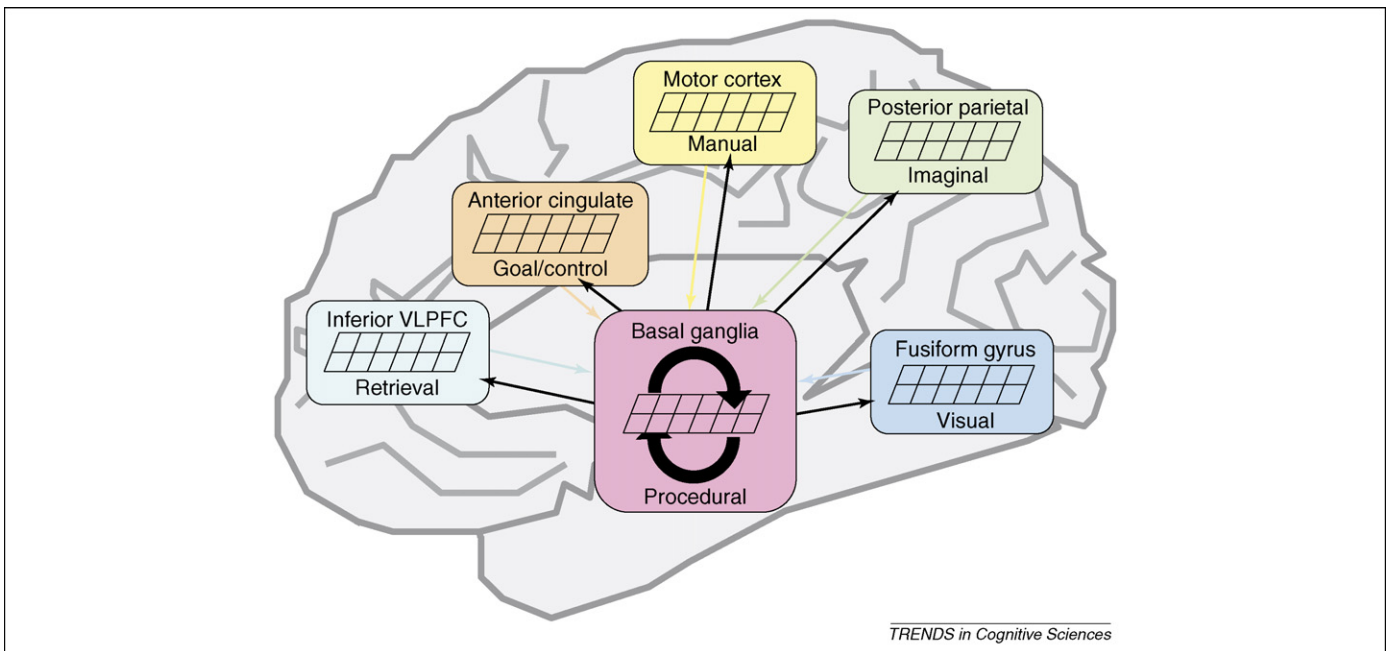 Motor cortex
Manual
Posterior parietal
Imaginal
Anterior cingulate
Goal/control
Inferior VLPFC
Retrieval
Basal ganglia
Procedural
Fusiform gyrus
Visual
TRENDS in Cognitive Sciences